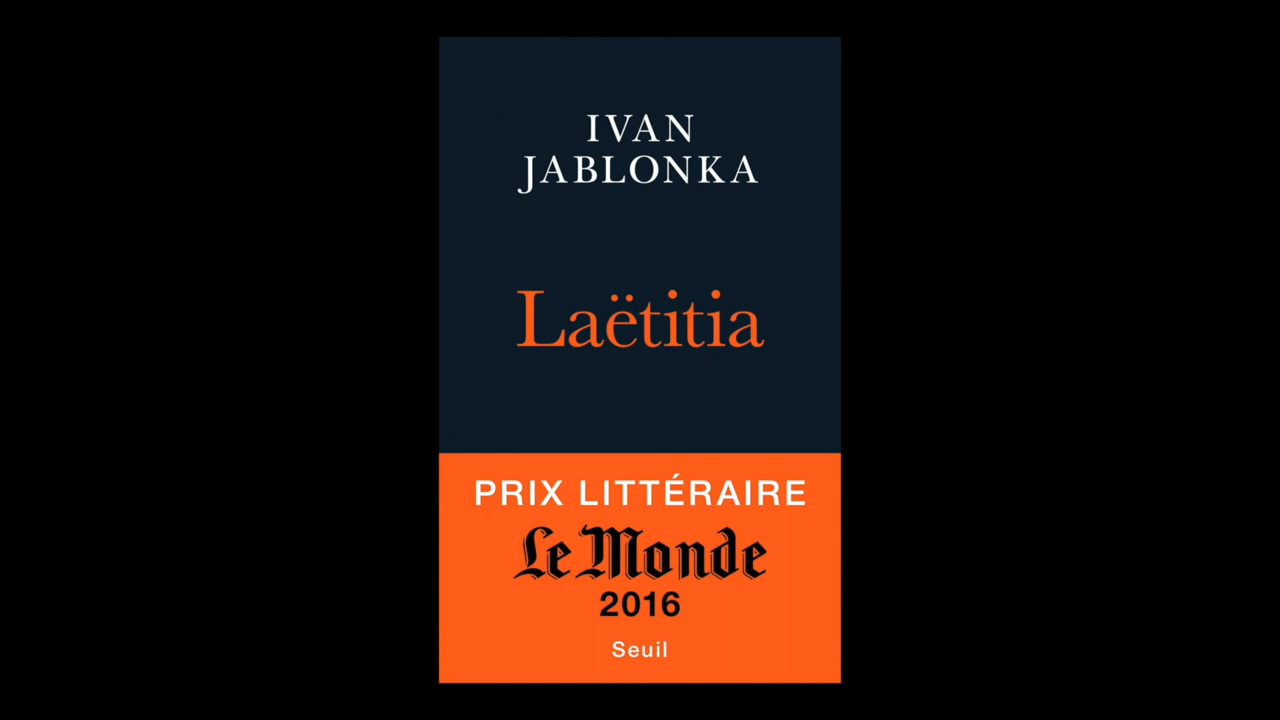 IVAN
JABLONKA
Laëtitia
PRIX LITTÉRAIRE
Le Monde
2016
Seuil